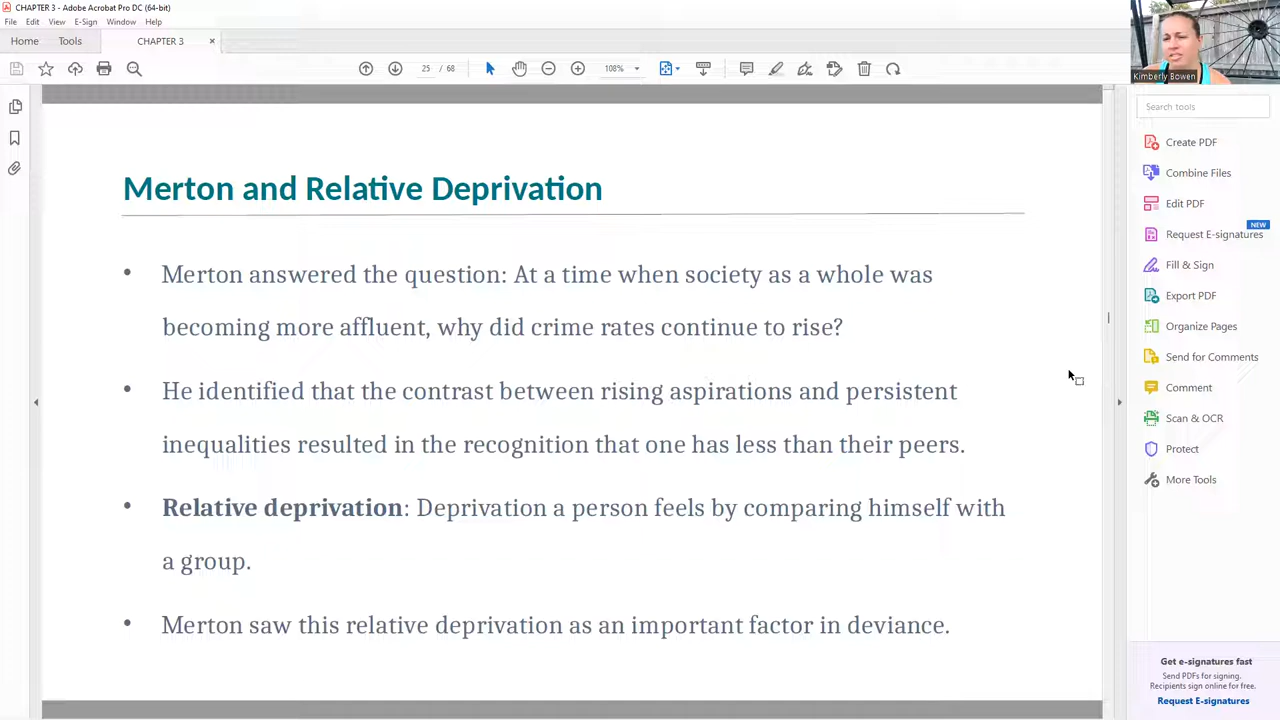 CHAPTER 3 - Adobe Acrobat Pro DC (64-bit)
File Edit View E-Sign Window Help
Home Tools CHAPTER 3 ×
25 / 68 108%
Kimberly Bowen
Search tools
Merton and Relative Deprivation
• Merton answered the question: At a time when society as a whole was
becoming more affluent, why did crime rates continue to rise?
• He identified that the contrast between rising aspirations and persistent
inequalities resulted in the recognition that one has less than their peers.
• Relative deprivation: Deprivation a person feels by comparing himself with
a group.
• Merton saw this relative deprivation as an important factor in deviance.
Create PDF
Combine Files
Edit PDF
NEW
Request E-signatures
Fill & Sign
Export PDF
Organize Pages
Send for Comments
Comment
Scan & OCR
Protect
More Tools
Get e-signatures fast
Send PDFs for signing.
Recipients sign online for free.
Request E-signatures